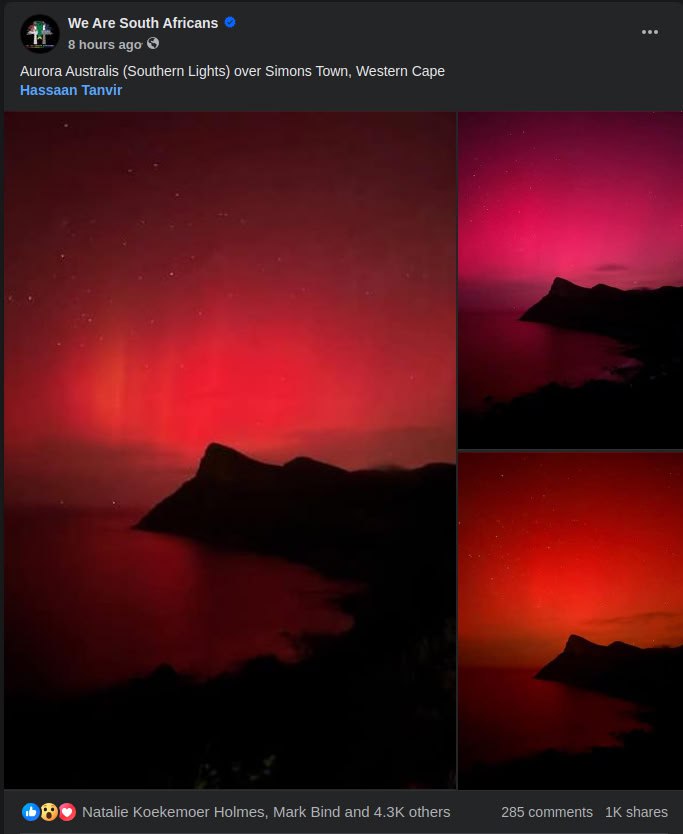 We Are South Africans
8 hours ago
Aurora Australis (Southern Lights) over Simons Town, Western Cape
Hassaan Tanvir
Natalie Koekemoer Holmes, Mark Bind and 4.3K others 285 comments 1K shares